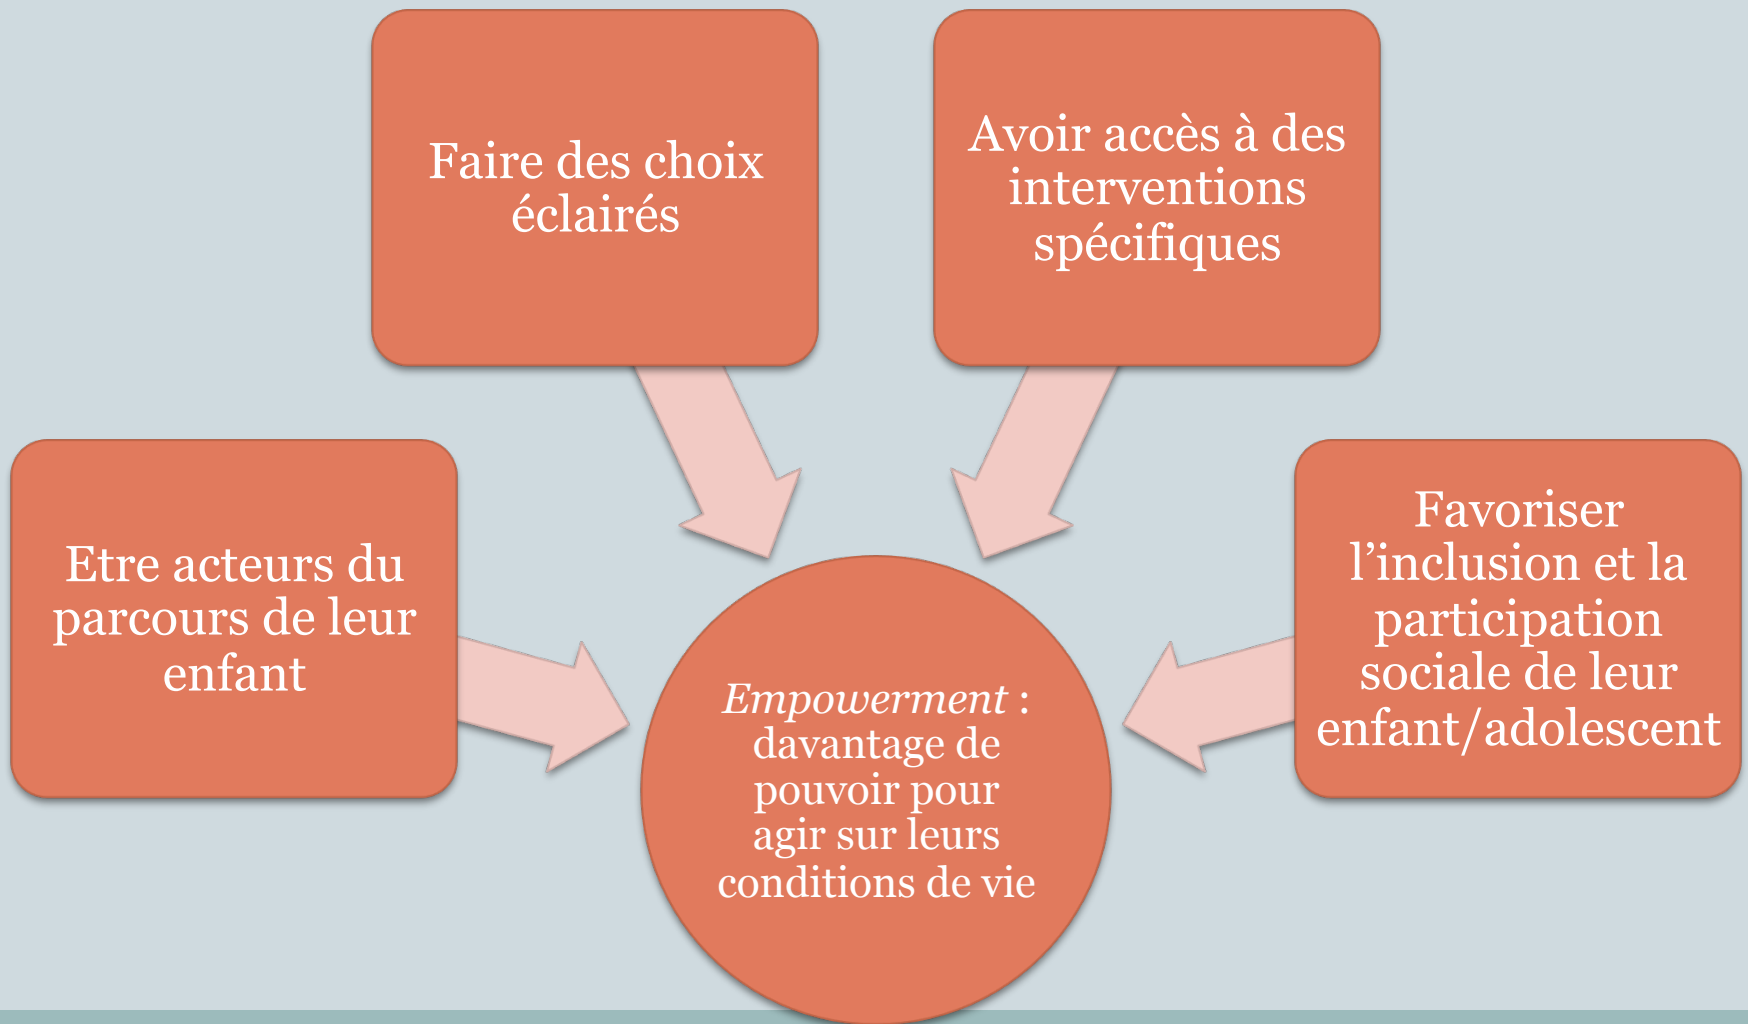 Faire des choix
éclairés
Avoir accès à des
interventions
spécifiques
Etre acteurs du
parcours de leur
enfant
Favoriser
l’inclusion et la
participation
sociale de leur
enfant/adolescent
Empowerment :
davantage de
pouvoir pour
agir sur leurs
conditions de vie